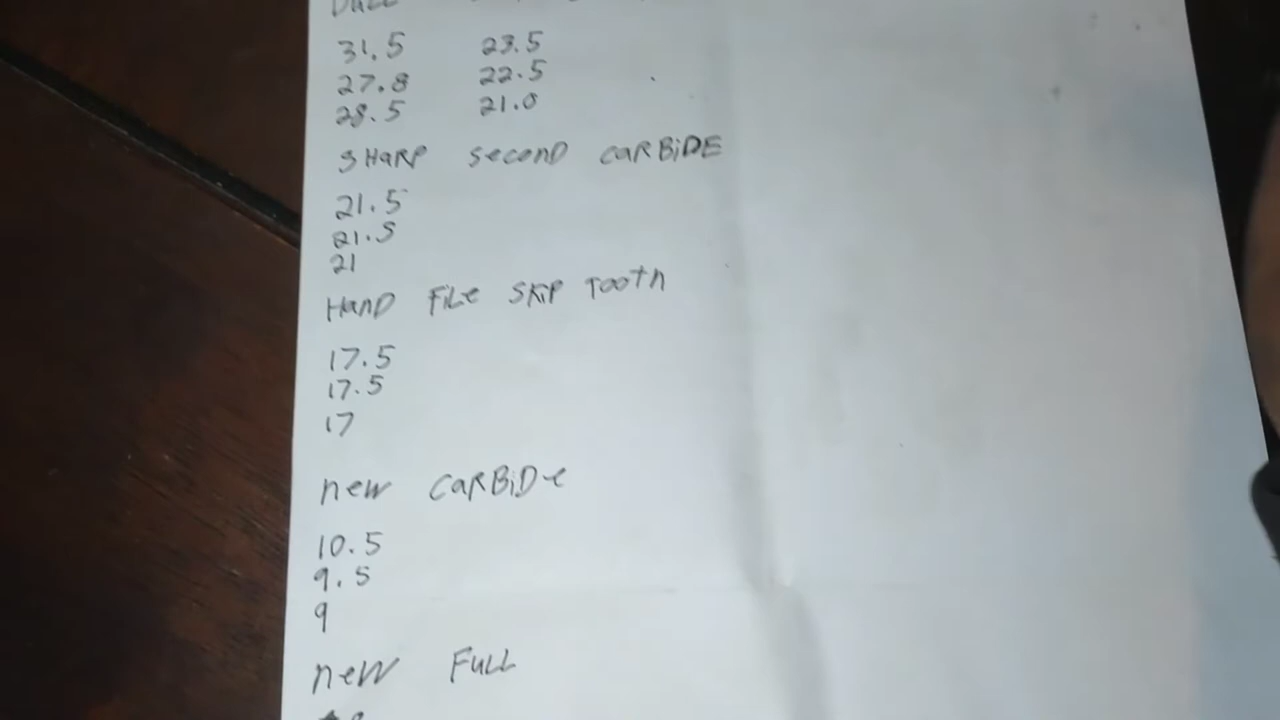 DULL
31.5 23.5
27.8 22.5
28.5 21.0
SHARP SECOND CARBIDE
21.5
21.5
21
HAND FILE SKIP TOOTH
17.5
17.5
17
new CARBIDe
10.5
9.5
9
new FULL